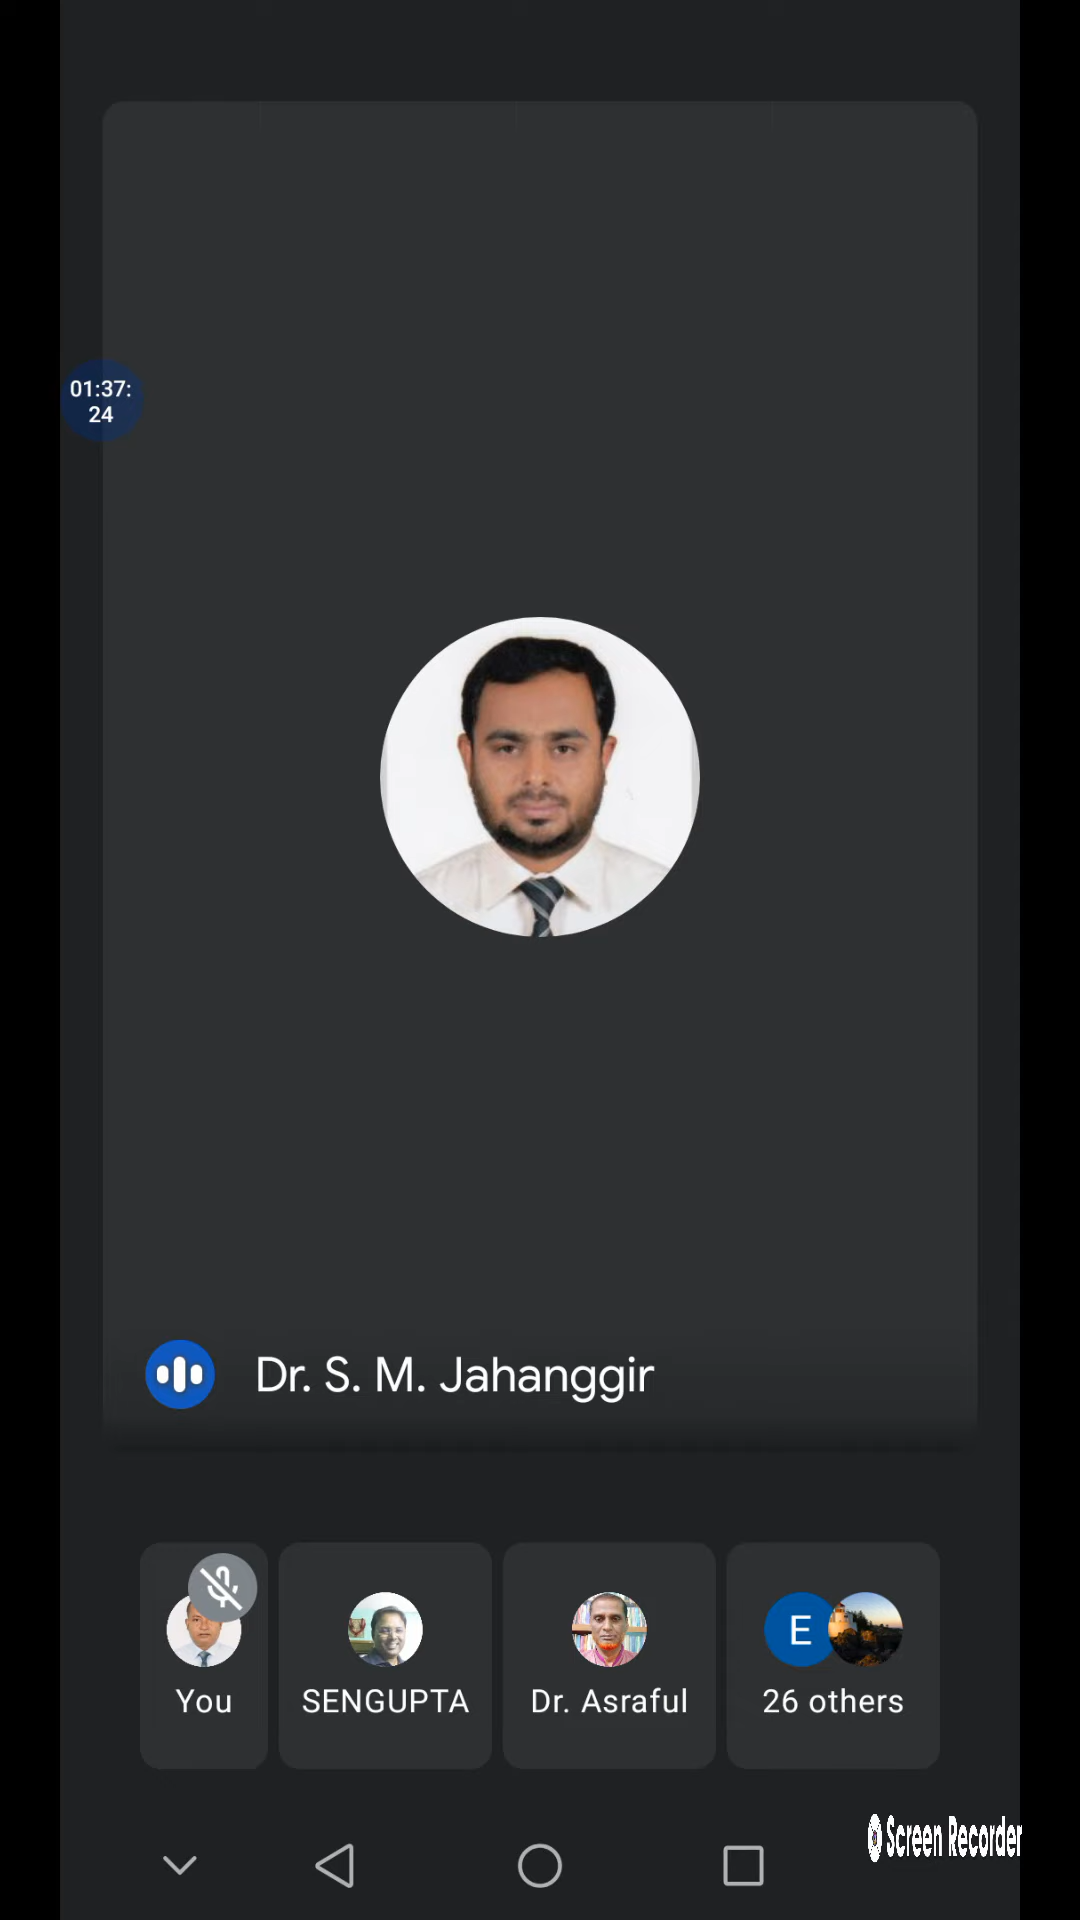 01:37:
24
Dr. S. M. Jahanggir
You
SENGUPTA
Dr. Asraful
E
26 others
Screen Recorder